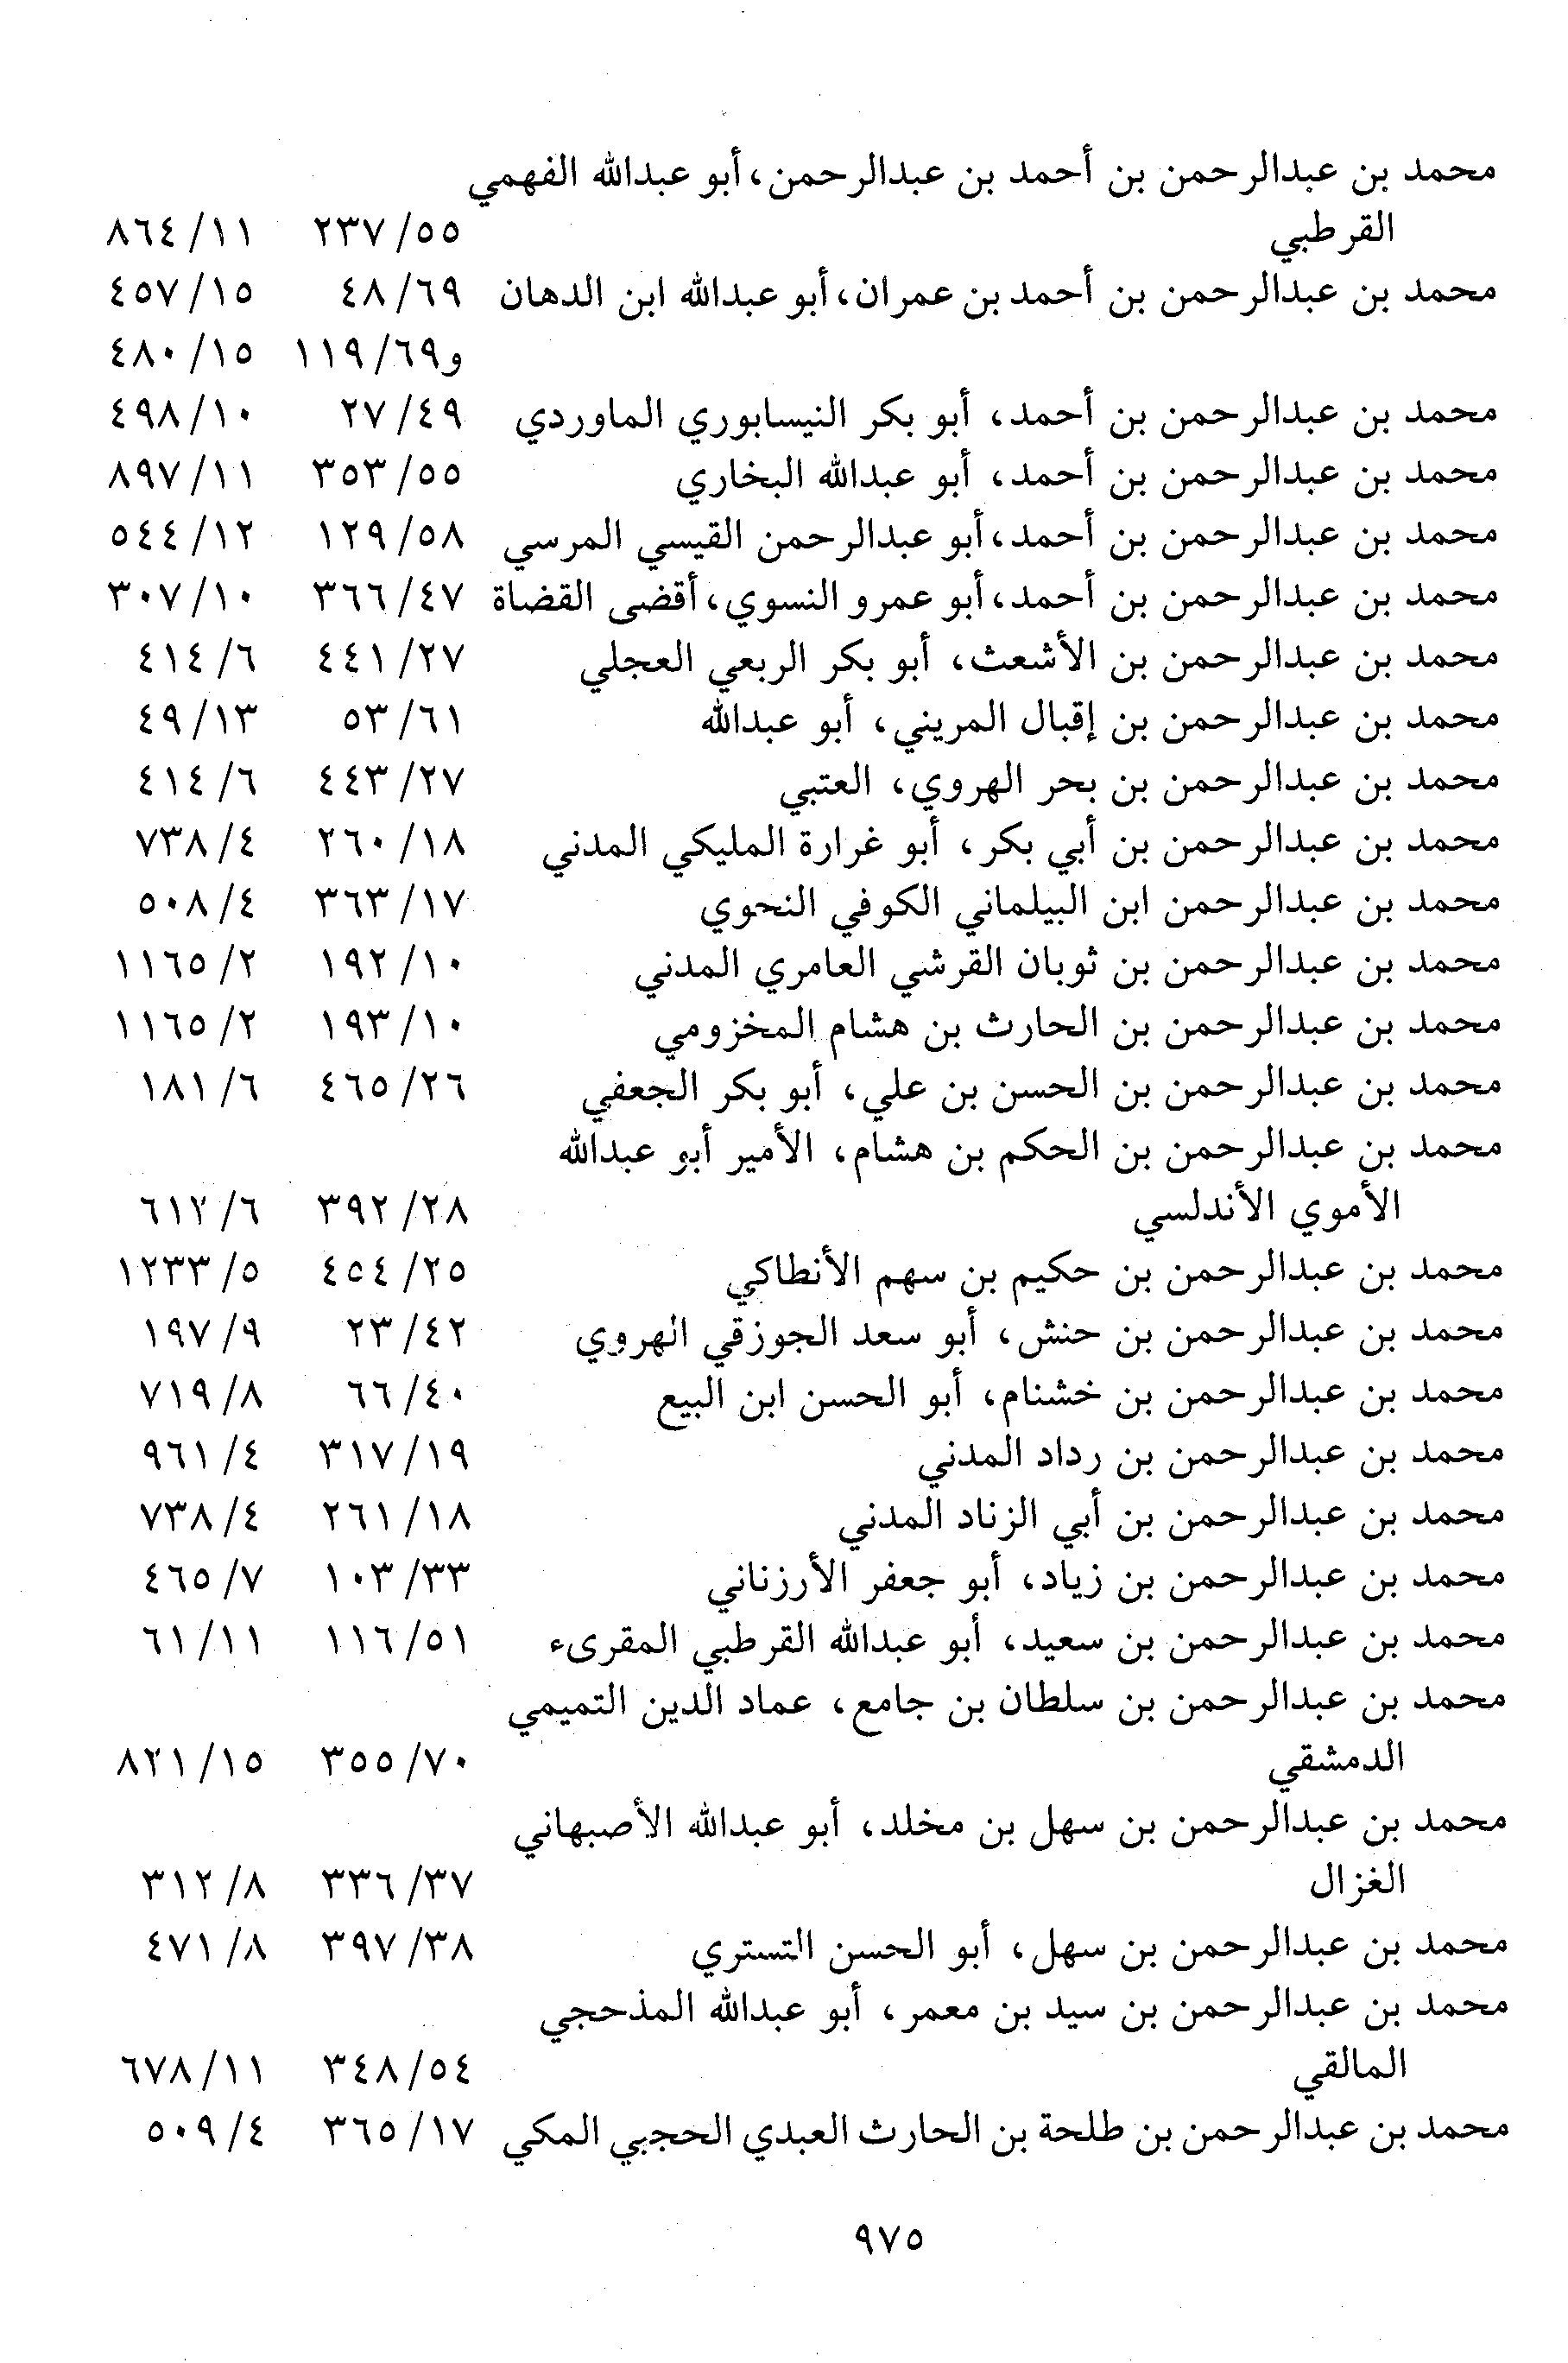 محمد بن عبدالرحمن بن أحمد بن عبدالرحمن، أبو عبدالله الفهمي
القرطبي ٥٥/ ٢٣٧ ١١/ ٨٦٤
محمد بن عبدالرحمن بن أحمد بن عمران، أبو عبدالله ابن الدهان ٦٩/ ٤٨ ١٥/ ٤٥٧
و٦٩/ ١١٩ ١٥/ ٤٨٠
محمد بن عبدالرحمن بن أحمد، أبو بكر النيسابوري الماوردي ٤٩/ ٢٧ ١٠/ ٤٩٨
محمد بن عبدالرحمن بن أحمد، أبو عبدالله البخاري ٥٥/ ٣٥٣ ١١/ ٨٩٧
محمد بن عبدالرحمن بن أحمد، أبو عبدالرحمن القيسي المرسي ٥٨/ ١٢٩ ١٢/ ٥٤٤
محمد بن عبدالرحمن بن أحمد، أبو عمرو النسوي، أقضى القضاة ٤٧/ ٣٦٦ ١٠/ ٣٠٧
محمد بن عبدالرحمن بن الأشعث، أبو بكر الربعي العجلي ٢٧/ ٤٤١ ٦/ ٤١٤
محمد بن عبدالرحمن بن إقبال المريني، أبو عبدالله ٦١/ ٥٣ ١٣/ ٤٩
محمد بن عبدالرحمن بن بحر الهروي، العتبي ٢٧/ ٤٤٣ ٦/ ٤١٤
محمد بن عبدالرحمن بن أبي بكر، أبو غرارة المليكي المدني ١٨/ ٢٦٠ ٤/ ٧٣٨
محمد بن عبدالرحمن ابن البيلماني الكوفي النحوي ١٧/ ٣٦٣ ٤/ ٥٠٨
محمد بن عبدالرحمن بن ثوبان القرشي العامري المدني ١٠/ ١٩٢ ٢/ ١١٦٥
محمد بن عبدالرحمن بن الحارث بن هشام المخزومي ١٠/ ١٩٣ ٢/ ١١٦٥
محمد بن عبدالرحمن بن الحسن بن علي، أبو بكر الجعفي ٢٦/ ٤٦٥ ٦/ ١٨١
محمد بن عبدالرحمن بن الحكم بن هشام، الأمير أبو عبدالله
الأموي الأندلسي ٢٨/ ٣٩٢ ٦/ ٦١٢
محمد بن عبدالرحمن بن حكيم بن سهم الأنطاكي ٢٥/ ٤٥٤ ٥/ ١٢٣٣
محمد بن عبدالرحمن بن حنش، أبو سعد الجوزقي الهروي ٤٢/ ٢٣ ٩/ ١٩٧
محمد بن عبدالرحمن بن خشنام، أبو الحسن ابن البيع ٤٠/ ٦٦ ٨/ ٧١٩
محمد بن عبدالرحمن بن رداد المدني ١٩/ ٣١٧ ٤/ ٩٦١
محمد بن عبدالرحمن بن أبي الزناد المدني ١٨/ ٢٦١ ٤/ ٧٣٨
محمد بن عبدالرحمن بن زياد، أبو جعفر الأرزناني ٣٣/ ١٠٣ ٧/ ٤٦٥
محمد بن عبدالرحمن بن سعيد، أبو عبدالله القرطبي المقرىء ٥١/ ١١٦ ١١/ ٦١
محمد بن عبدالرحمن بن سلطان بن جامع، عماد الدين التميمي
الدمشقي ٧٠/ ٣٥٥ ١٥/ ٨٢١
محمد بن عبدالرحمن بن سهل بن مخلد، أبو عبدالله الأصبهاني
الغزال ٣٧/ ٣٣٦ ٨/ ٣١٢
محمد بن عبدالرحمن بن سهل، أبو الحسن التستري ٣٨/ ٣٩٧ ٨/ ٤٧١
محمد بن عبدالرحمن بن سيد بن معمر، أبو عبدالله المذحجي
المالقي ٥٤/ ٣٤٨ ١١/ ٦٧٨
محمد بن عبدالرحمن بن طلحة بن الحارث العبدي الحجبي المكي ١٧/ ٣٦٥ ٤/ ٥٠٩
٩٧٥